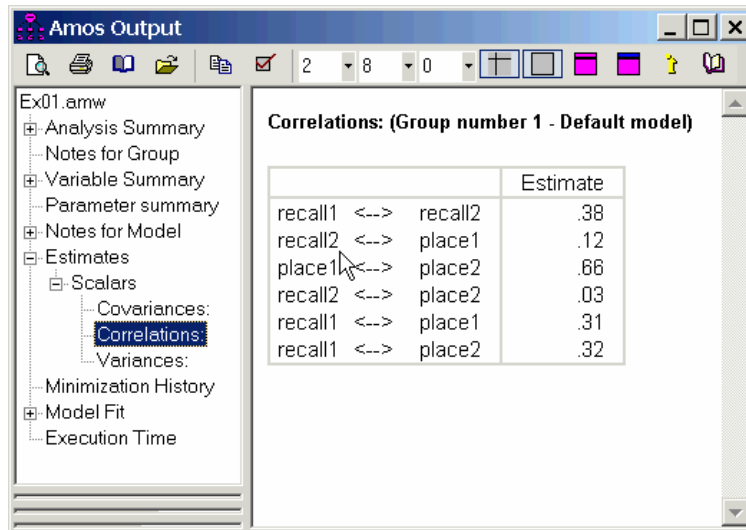 Amos Output
2 8 0
Ex01.amw
Analysis Summary
Notes for Group
Variable Summary
Parameter summary
Notes for Model
Estimates
Scalars
Covariances:
Correlations:
Variances:
Minimization History
Model Fit
Execution Time
Correlations: (Group number 1 - Default model)
Estimate
recall1 <--> recall2 .38
recall2 <--> place1 .12
place1 <--> place2 .66
recall2 <--> place2 .03
recall1 <--> place1 .31
recall1 <--> place2 .32